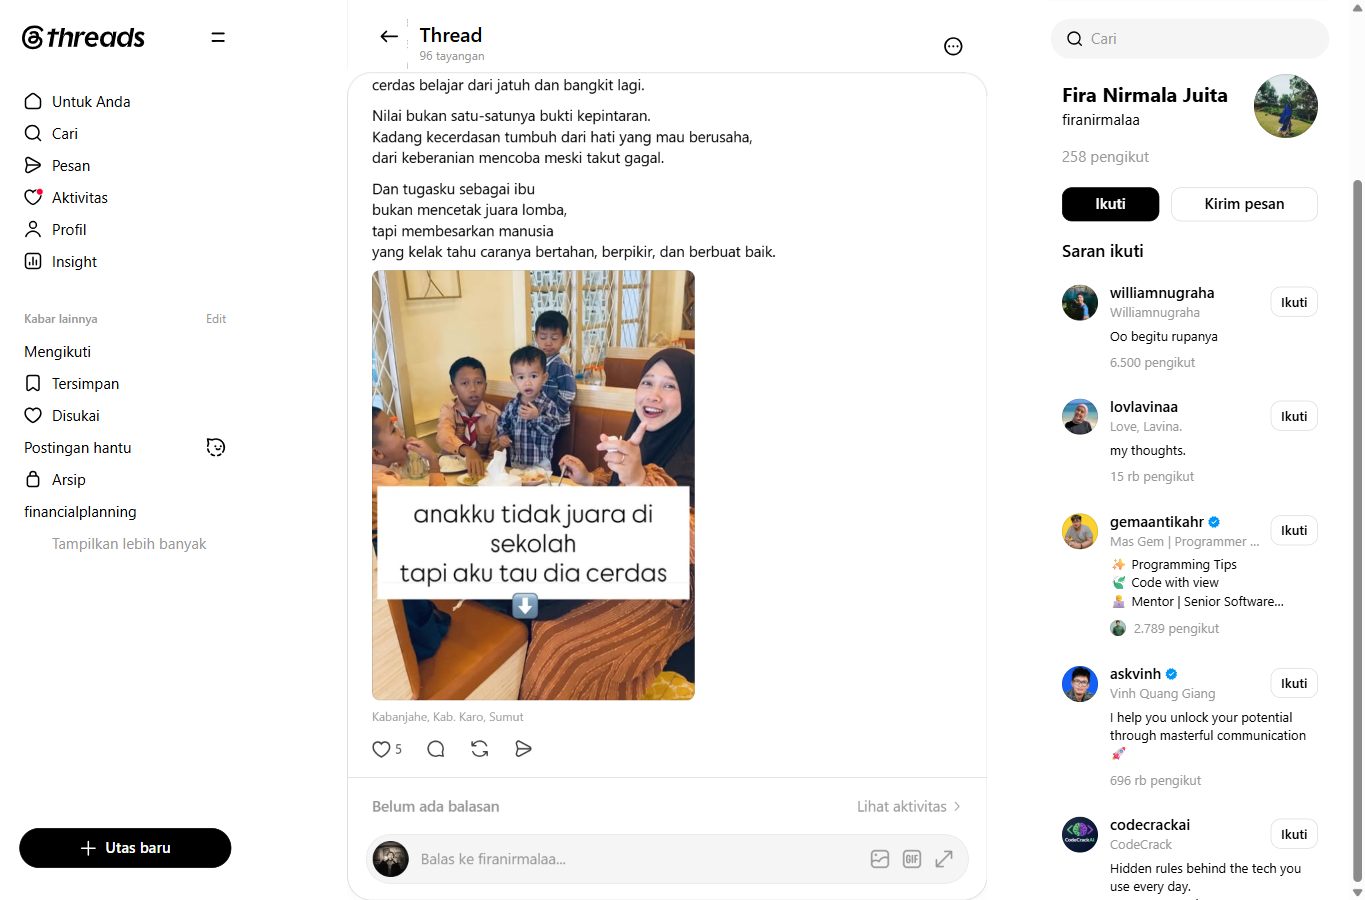 threads
Untuk Anda
Cari
Pesan
Aktivitas
Profil
Insight
Kabar lainnya
Edit
Mengikuti
Tersimpan
Disukai
Postingan hantu
Arsip
financialplanning
Tampilkan lebih banyak
Utas baru
Thread
96 tayangan
cerdas belajar dari jatuh dan bangkit lagi.
Nilai bukan satu-satunya bukti kepintaran.
Kadang kecerdasan tumbuh dari hati yang mau berusaha,
dari keberanian mencoba meski takut gagal.
Dan tugasku sebagai ibu
bukan mencetak juara lomba,
tapi membesarkan manusia
yang kelak tahu caranya bertahan, berpikir, dan berbuat baik.
anakku tidak juara di
sekolah
tapi aku tau dia cerdas
Kabanjahe, Kab. Karo, Sumut
5
Belum ada balasan
Lihat aktivitas
Balas ke firanirmalaa...
GIF
Cari
Fira Nirmala Juita
firanirmalaa
258 pengikut
Ikuti
Kirim pesan
Saran ikuti
williamnugraha
Williamnugraha
Ikuti
Oo begitu rupanya
6.500 pengikut
lovlavinaa
Love, Lavina.
Ikuti
my thoughts.
15 rb pengikut
gemaantikahr
Mas Gem | Programmer ...
Ikuti
✨ Programming Tips
Code with view
Mentor | Senior Software...
2.789 pengikut
askvinh
Vinh Quang Giang
Ikuti
I help you unlock your potential
through masterful communication
🚀
696 rb pengikut
codecrackai
CodeCrack
Ikuti
Hidden rules behind the tech you
use every day.